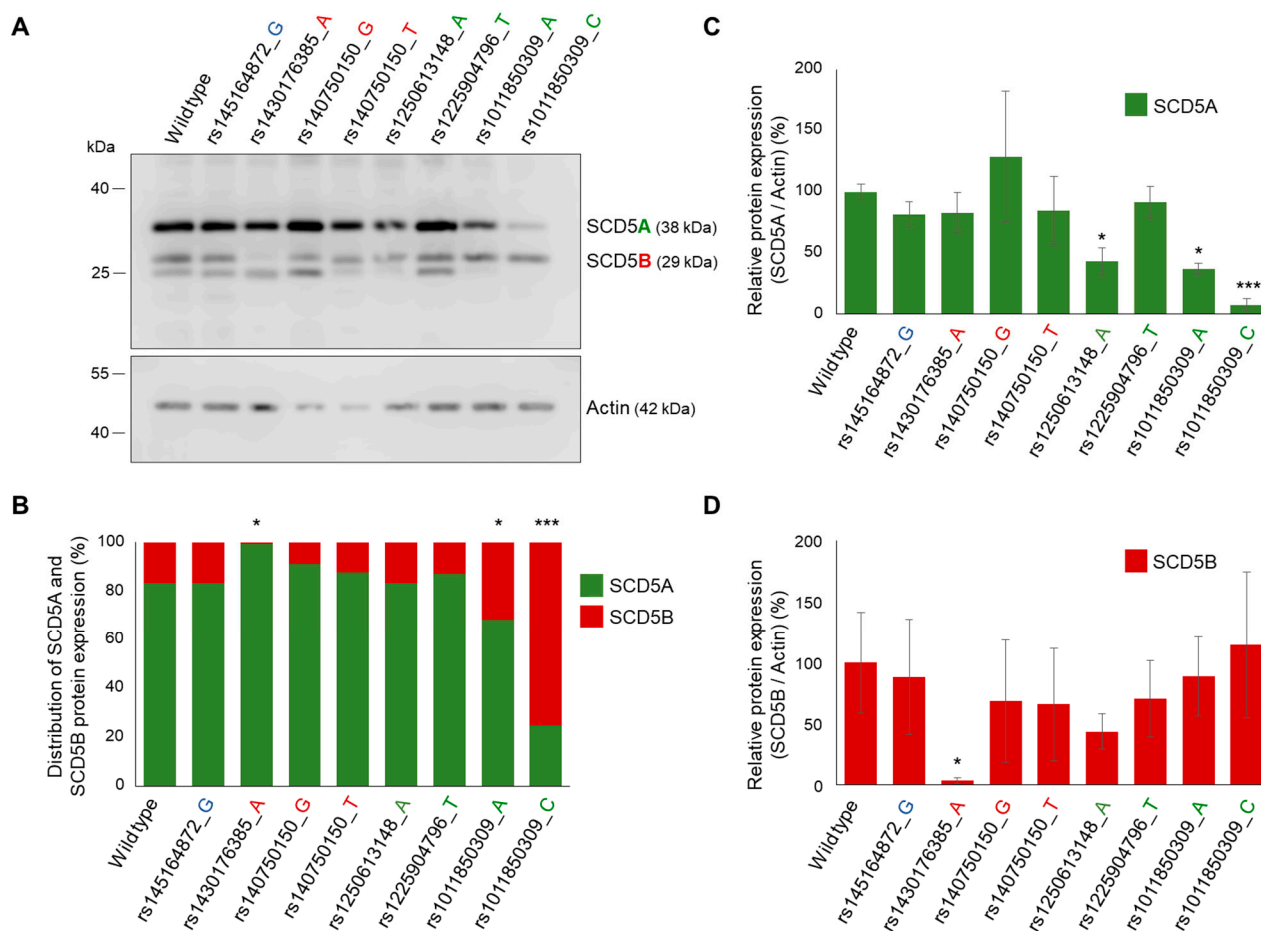 A
Wildtype
rs145164872_G
rs1430176385_A
rs140750150_G
rs140750150_T
rs1250613148_A
rs1225904796_T
rs1011850309_A
rs1011850309_C
kDa
40
25
SCD5A (38 kDa)
SCD5B (29 kDa)
55
40
Actin (42 kDa)
B
Distribution of SCD5A and
SCD5B protein expression (%)
100
80
60
40
20
0
*
*
***
SCD5A
SCD5B
Wildtype
rs145164872_G
rs1430176385_A
rs140750150_G
rs140750150_T
rs1250613148_A
rs1225904796_T
rs1011850309_A
rs1011850309_C
C
Relative protein expression
(SCD5A / Actin) (%)
200
150
100
50
0
SCD5A
*
*
***
Wildtype
rs145164872_G
rs1430176385_A
rs140750150_G
rs140750150_T
rs1250613148_A
rs1225904796_T
rs1011850309_A
rs1011850309_C
D
Relative protein expression
(SCD5B / Actin) (%)
200
150
100
50
0
SCD5B
*
Wildtype
rs145164872_G
rs1430176385_A
rs140750150_G
rs140750150_T
rs1250613148_A
rs1225904796_T
rs1011850309_A
rs1011850309_C